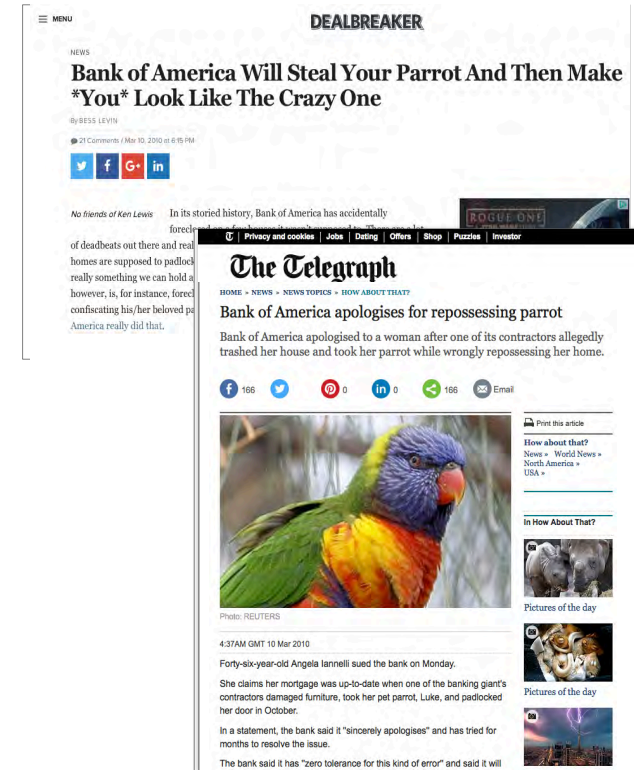 MENU
DEALBREAKER
NEWS
Bank of America Will Steal Your Parrot And Then Make
*You* Look Like The Crazy One
By BESS LEVIN
21 Comments / Mar 10, 2010 at 6:15 PM
G+ in
No friends of Ken Lewis In its storied history, Bank of America has accidentally
of deadbeats out there and real
homes are supposed to padlock
really something we can hold a
however, is, for instance, forecl
confiscating his/her beloved pa
America really did that.
ROGUE ONE
Privacy and cookies Jobs Dating Offers Shop Puzzles Investor
The Telegraph
HOME » NEWS » NEWS TOPICS » HOW ABOUT THAT?
Bank of America apologises for repossessing parrot
Bank of America apologised to a woman after one of its contractors allegedly
trashed her house and took her parrot while wrongly repossessing her home.
166 0 in 0 166 Email
Print this article
How about that?
News » World News »
North America »
USA »
In How About That?
Pictures of the day
Pictures of the day
Photo: REUTERS
4:37AM GMT 10 Mar 2010
Forty-six-year-old Angela Iannelli sued the bank on Monday.
She claims her mortgage was up-to-date when one of the banking giant's
contractors damaged furniture, took her pet parrot, Luke, and padlocked
her door in October.
In a statement, the bank said it "sincerely apologises" and has tried for
months to resolve the issue.
The bank said it has "zero tolerance for this kind of error" and said it will